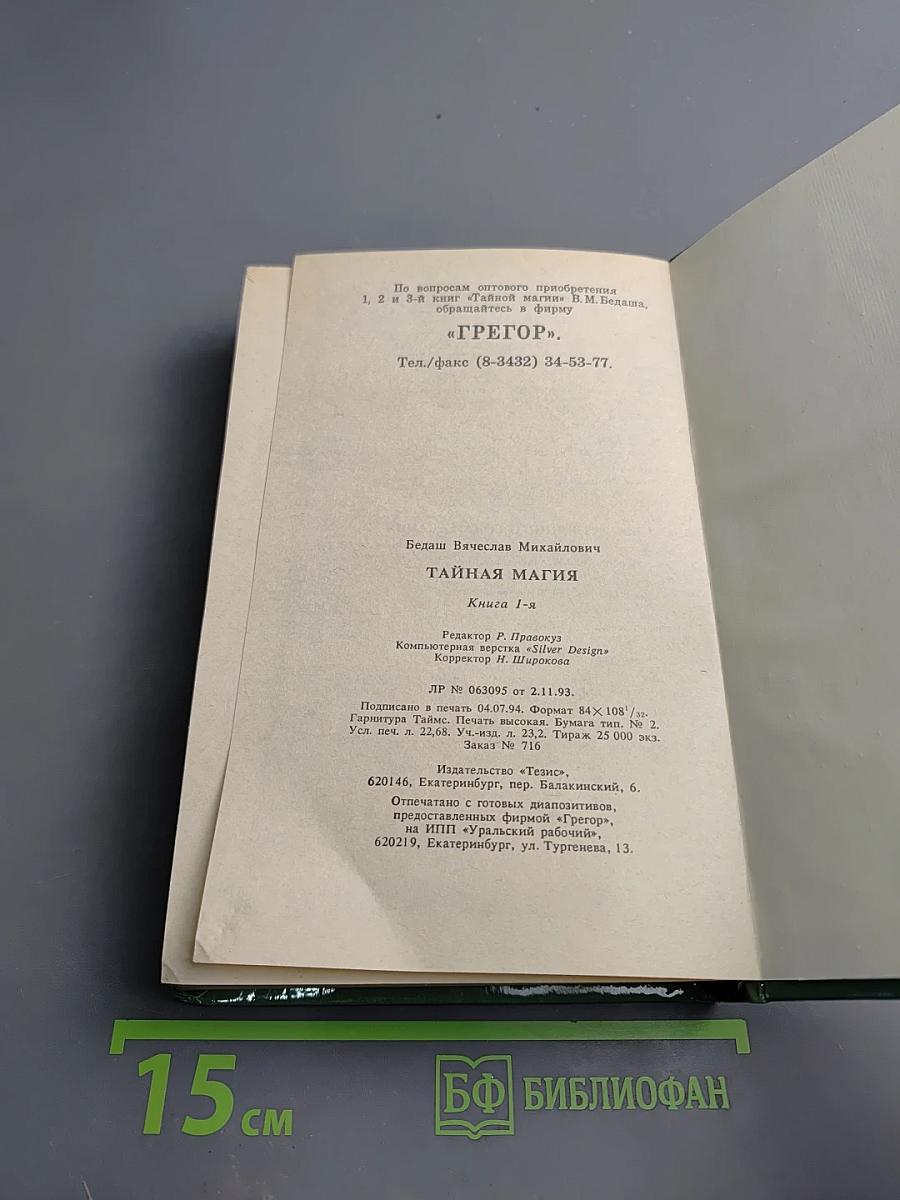 По вопросам оптового приобретения
1, 2 и 3-й книг «Тайной магии» В.М.Бедаша,
обращайтесь в фирму
«ГРЕГОР».
Тел./факс (8-3432) 34-53-77.
Бедаш Вячеслав Михайлович
ТАЙНАЯ МАГИЯ
Книга I-я
Редактор Р. Правокуз
Компьютерная верстка «Silver Design»
Корректор Н. Широкова
ЛР № 063095 от 2.11.93.
Подписано в печать 04.07.94. Формат 84×108¹/₃₂.
Гарнитура Таймс. Печать высокая. Бумага тип. № 2.
Усл. печ. л. 22,68. Уч.-изд. л. 23,2. Тираж 25 000 экз.
Заказ № 716
Издательство «Тезис»,
620146, Екатеринбург, пер. Балакинский, 6.
Отпечатано с готовых диапозитивов,
предоставленных фирмой «Грегор»,
на ИПП «Уральский рабочий»,
620219, Екатеринбург, ул. Тургенева, 13.
15 см
БФ БИБЛИОФАН